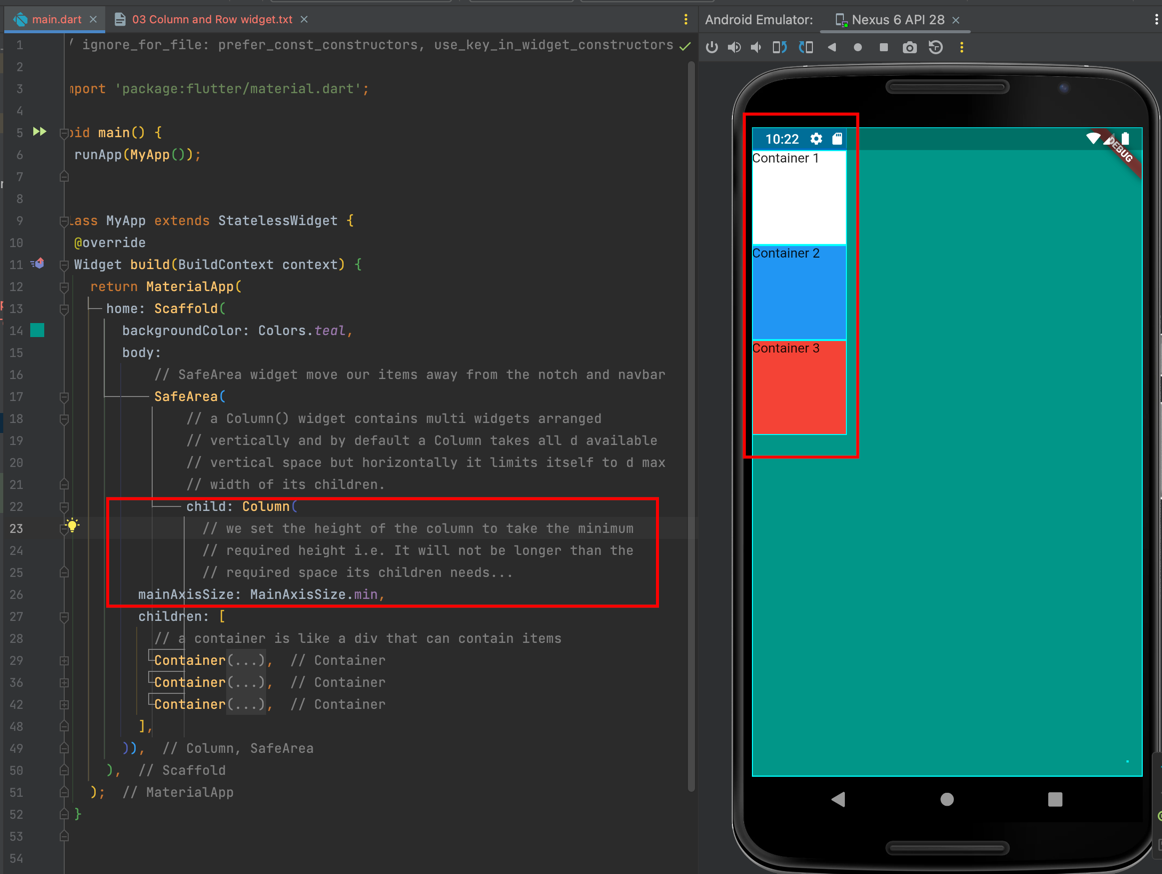 main.dart
03 Column and Row widget.txt
Android Emulator:
Nexus 6 API 28
1 / ignore_for_file: prefer_const_constructors, use_key_in_widget_constructors
2
3 mport 'package:flutter/material.dart';
4
5 oid main() {
6 runApp(MyApp());
7
8
9 lass MyApp extends StatelessWidget {
10 @override
11 Widget build(BuildContext context) {
12 return MaterialApp(
13 home: Scaffold(
14 backgroundColor: Colors.teal,
15 body:
16 // SafeArea widget move our items away from the notch and navbar
17 SafeArea(
18 // a Column() widget contains multi widgets arranged
19 // vertically and by default a Column takes all d available
20 // vertical space but horizontally it limits itself to d max
21 // width of its children.
22 child: Column(
23 // we set the height of the column to take the minimum
24 // required height i.e. It will not be longer than the
25 // required space its children needs...
26 mainAxisSize: MainAxisSize.min,
27 children: [
28 // a container is like a div that can contain items
29 Container(...), // Container
36 Container(...), // Container
42 Container(...), // Container
48 ],
49 )), // Column, SafeArea
50 ), // Scaffold
51 ); // MaterialApp
52 }
53
54
10:22
DEBUG
Container 1
Container 2
Container 3